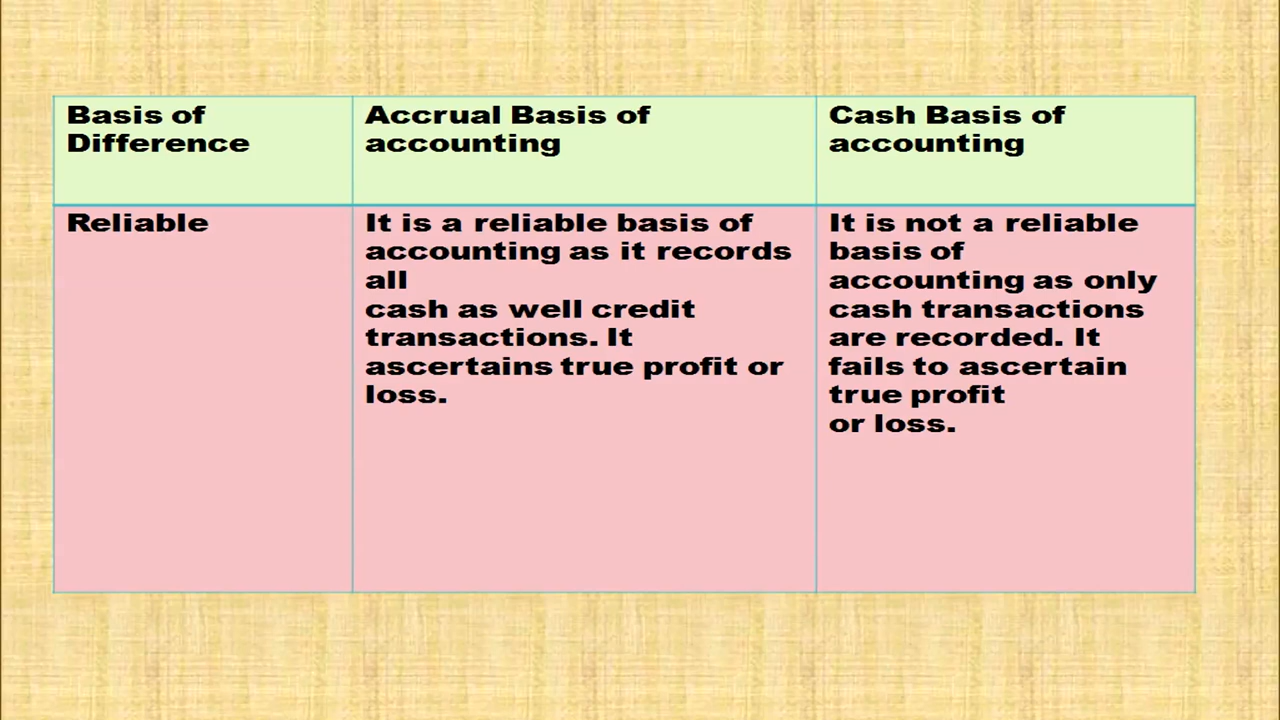 Basis of
Difference
Accrual Basis of
accounting
Cash Basis of
accounting
Reliable
It is a reliable basis of
accounting as it records
all
cash as well credit
transactions. It
ascertains true profit or
loss.
It is not a reliable
basis of
accounting as only
cash transactions
are recorded. It
fails to ascertain
true profit
or loss.